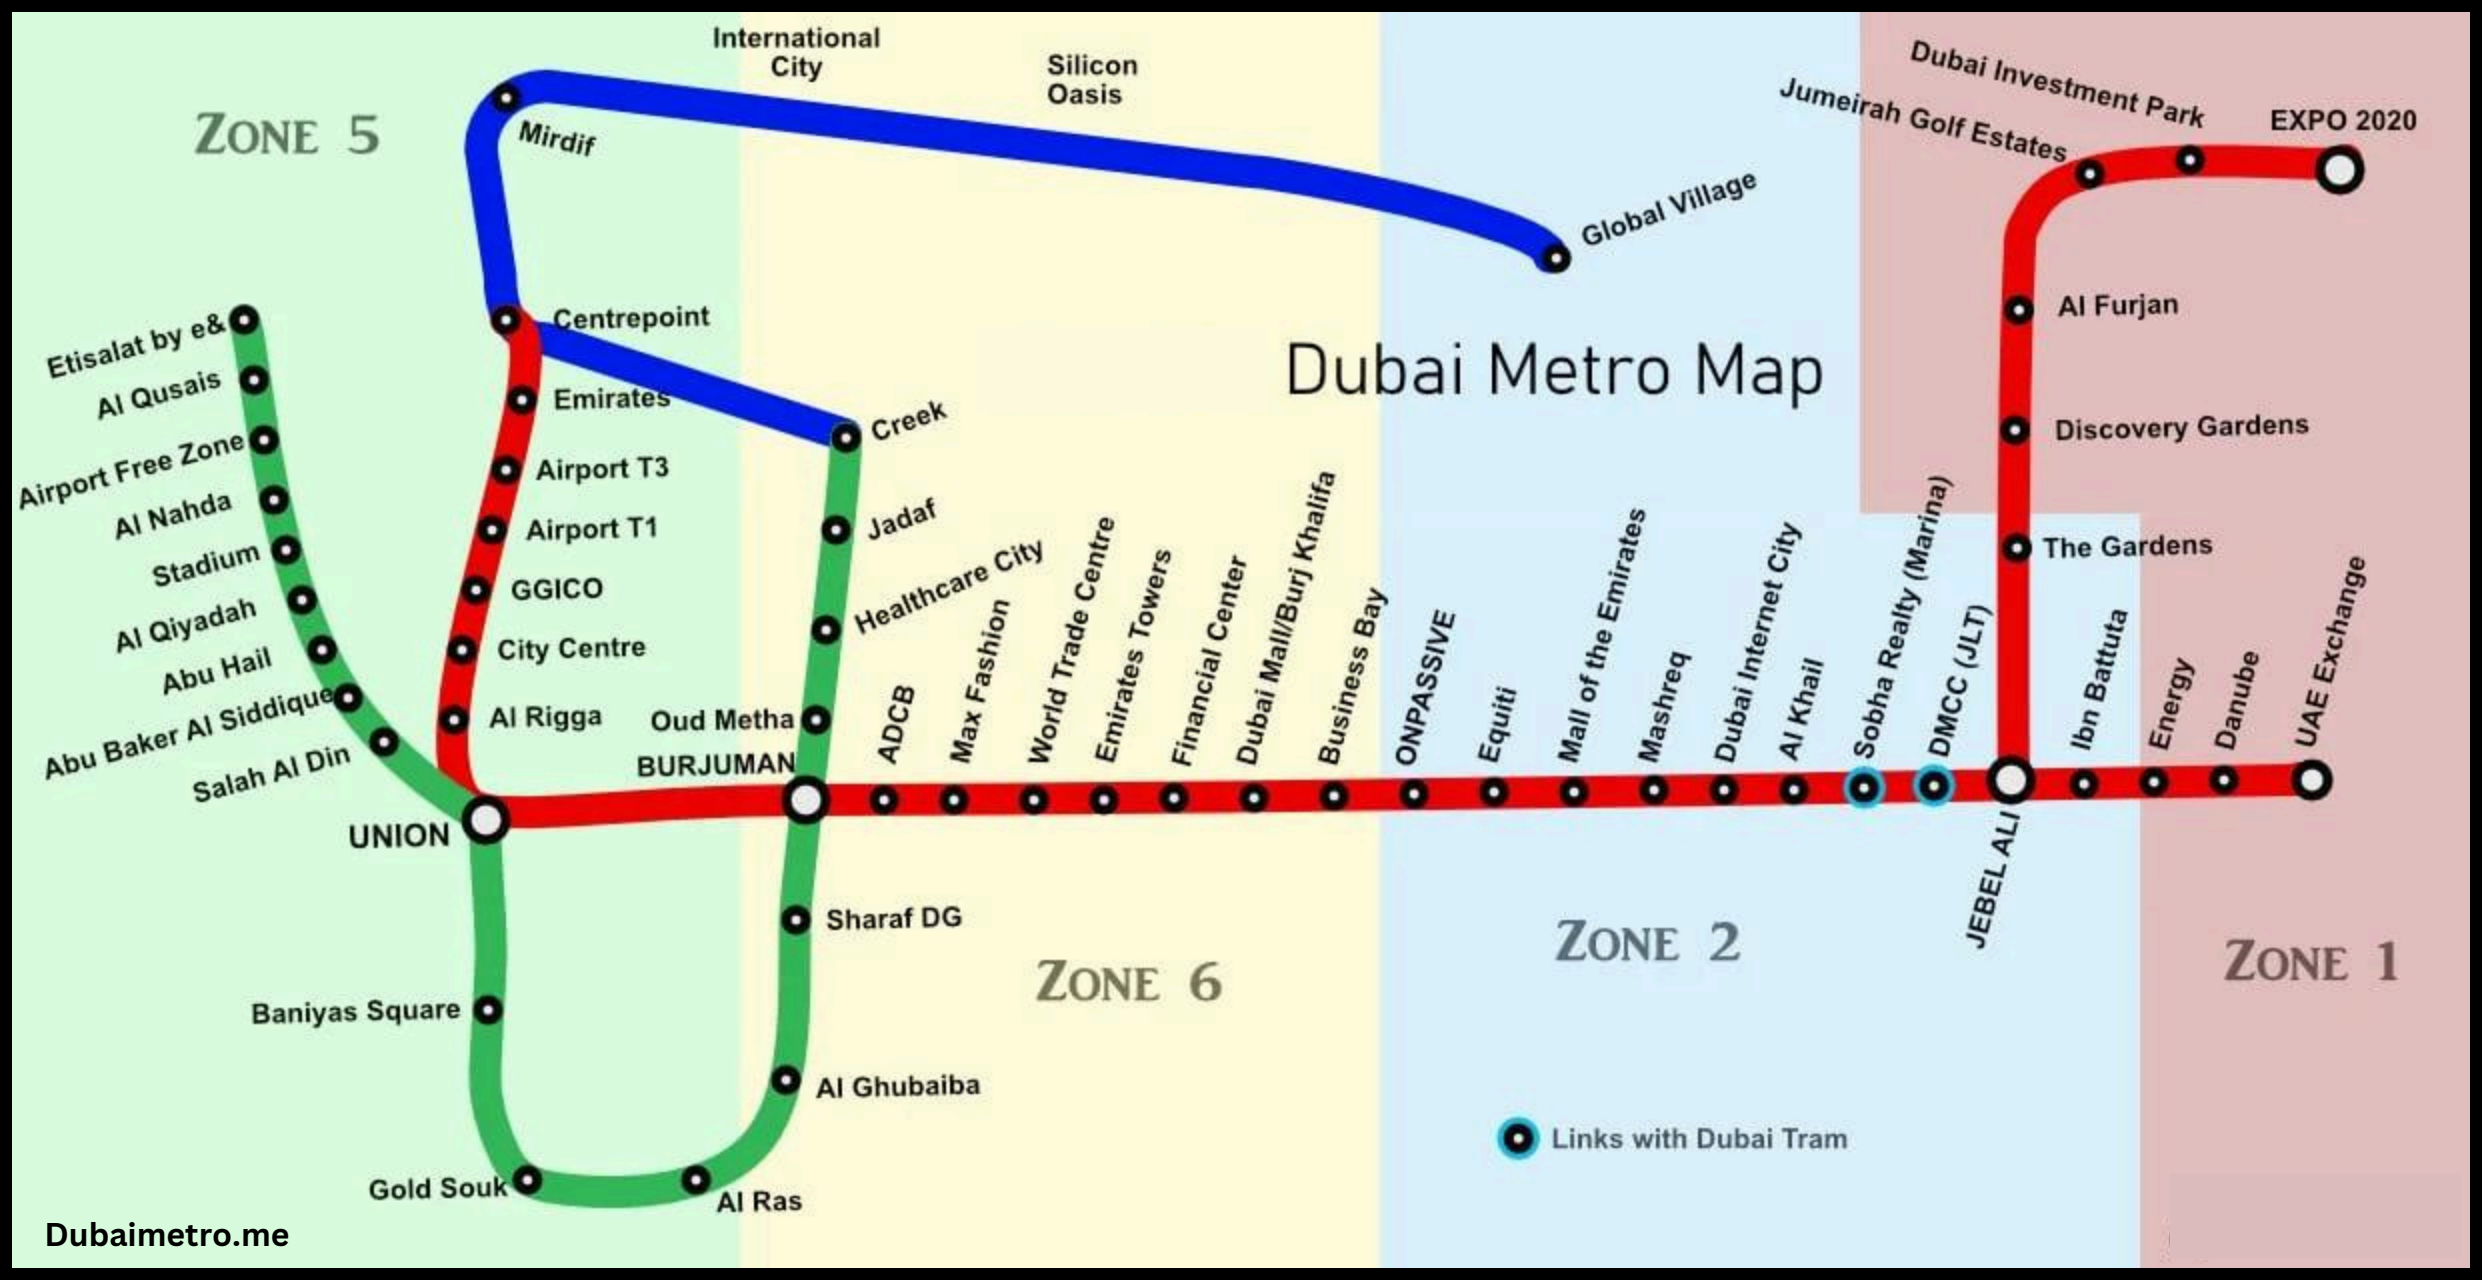 International
City
Silicon
Oasis
Dubai Investment Park
Jumeirah Golf Estates
EXPO 2020
ZONE 5
Mirdif
Global Village
Centrepoint
Al Furjan
Etisalat by e&
Al Qusais
Airport Free Zone
Al Nahda
Stadium
Al Qiyadah
Abu Hail
Abu Baker Al Siddique
Salah Al Din
Emirates
Airport T3
Airport T1
GGICO
City Centre
Al Rigga
Dubai Metro Map
Creek
Jadaf
Healthcare City
Oud Metha
BURJUMAN
Discovery Gardens
The Gardens
ADCB
Max Fashion
World Trade Centre
Emirates Towers
Financial Center
Dubai Mall/Burj Khalifa
Business Bay
ONPASSIVE
Equiti
Mall of the Emirates
Mashreq
Dubai Internet City
Al Khail
Sobha Realty (Marina)
DMCC (JLT)
Ibn Battuta
Energy
Danube
UAE Exchange
UNION
JEBEL ALI
Sharaf DG
ZONE 6
ZONE 2
ZONE 1
Baniyas Square
Al Ghubaiba
Links with Dubai Tram
Gold Souk
Al Ras
Dubaimetro.me